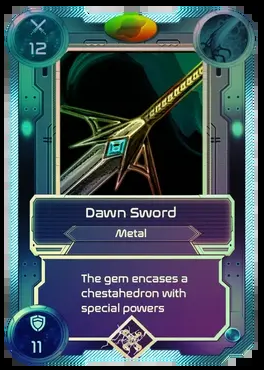 12
Dawn Sword
Metal
The gem encases a
chestahedron with
special powers
11